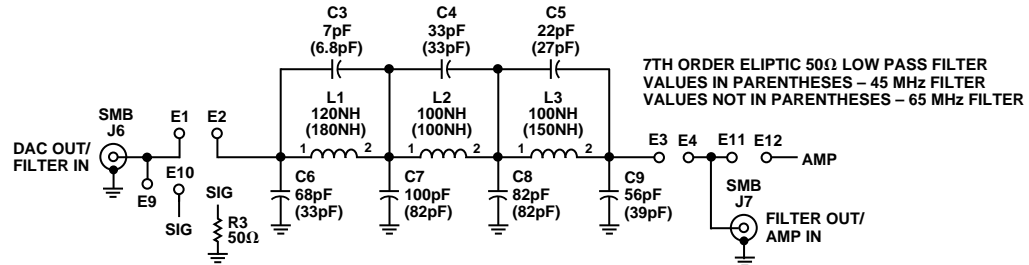 C3
7pF
(6.8pF)
C4
33pF
(33pF)
C5
22pF
(27pF)
7TH ORDER ELIPTIC 50Ω LOW PASS FILTER
VALUES IN PARENTHESES – 45 MHz FILTER
VALUES NOT IN PARENTHESES – 65 MHz FILTER
L1
120NH
(180NH)
1 2
L2
100NH
(100NH)
1 2
L3
100NH
(150NH)
1 2
SMB
J6
DAC OUT/
FILTER IN
E1
E2
E9
E10
SIG
SIG
R3
50Ω
C6
68pF
(33pF)
C7
100pF
(82pF)
C8
82pF
(82pF)
C9
56pF
(39pF)
E3
E4
E11
E12
AMP
SMB
J7
FILTER OUT/
AMP IN